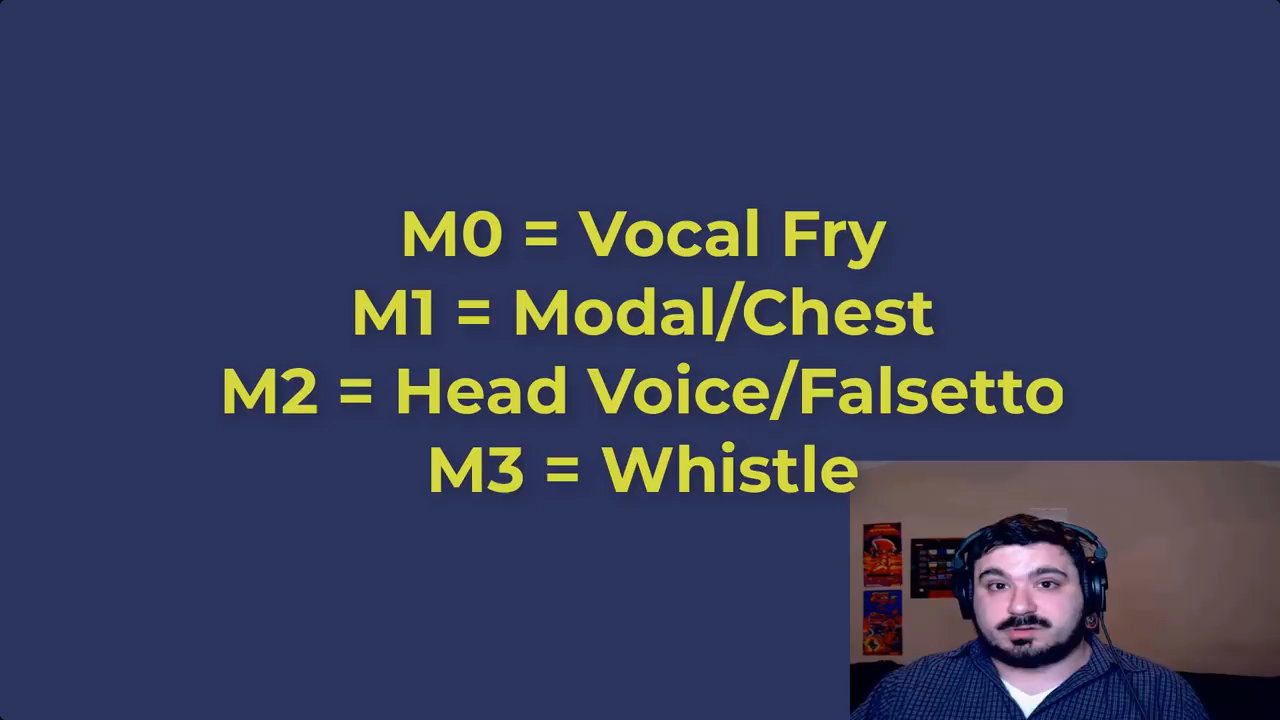 M0 = Vocal Fry
M1 = Modal/Chest
M2 = Head Voice/Falsetto
M3 = Whistle